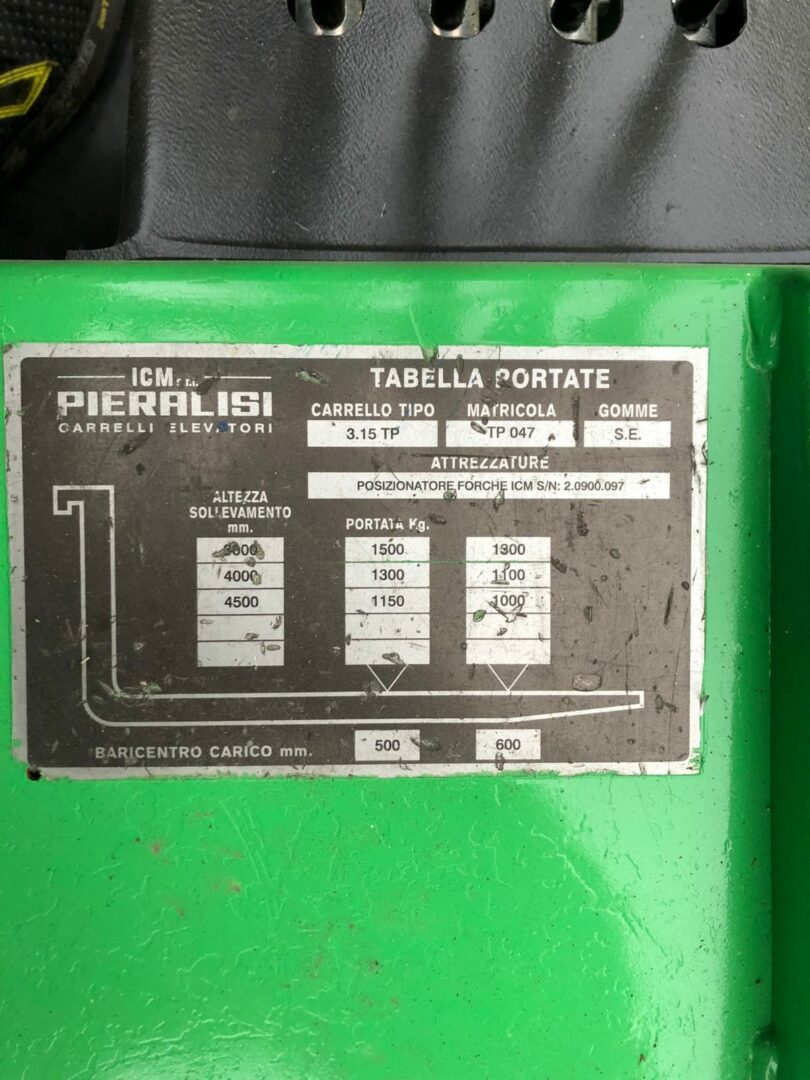 ICM s.r.l.
PIERALISI
CARRELLI ELEVATORI
TABELLA PORTATE
CARRELLO TIPO MATRICOLA GOMME
3.15 TP TP 047 S.E.
ATTREZZATURE
POSIZIONATORE FORCHE ICM S/N: 2.0900.097
ALTEZZA
SOLLEVAMENTO
mm.
PORTATA Kg.
3000 1500 1300
4000 1300 1100
4500 1150 1000
BARICENTRO CARICO mm. 500 600